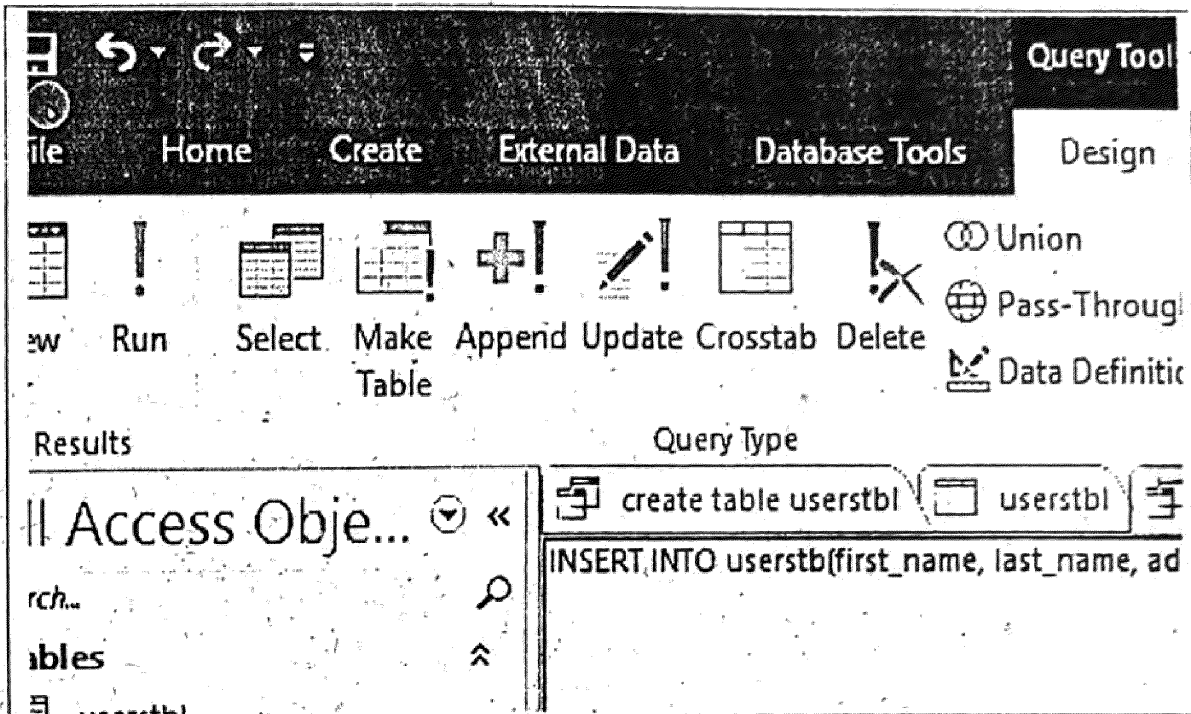 Query Tool
ile Home Create External Data Database Tools Design
ew Run Select Make Table Append Update Crosstab Delete
Union
Pass-Throug
Data Definitic
Results Query Type
ll Access Obje... « create table userstbl userstbl
INSERT INTO userstb(first_name, last_name, ad
rch...
ables
userstbl